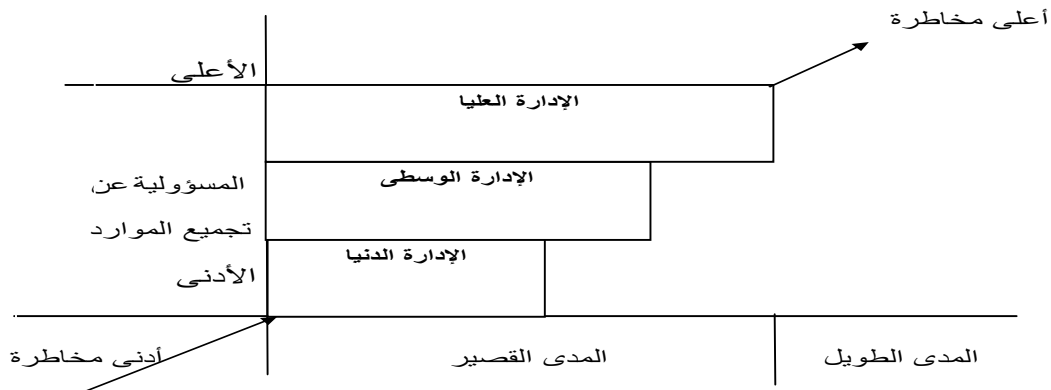 أعلى مخاطرة
الأعلى
الإدارة العليا
المسؤولية عن
تجميع الموارد
الإدارة الوسطى
الإدارة الدنيا
الأدنى
أدنى مخاطرة
المدى القصير
المدى الطويل